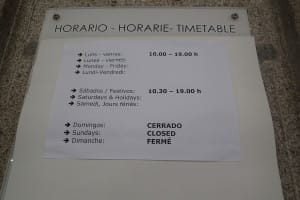 HORARIO - HORARIE- TIMETABLE
➔ Luns - venres: 10.00 – 19.00 h
➔ Lunes - viernes:
➔ Monday - Friday:
➔ Lundi-Vendredi:
➔ Sábados / Festivos: 10.30 – 19.00 h
➔ Saturdays & Holidays:
➔ Samedi, Jours fériés:
➔ Domingos: CERRADO
➔ Sundays: CLOSED
➔ Dimanche: FERMÉ